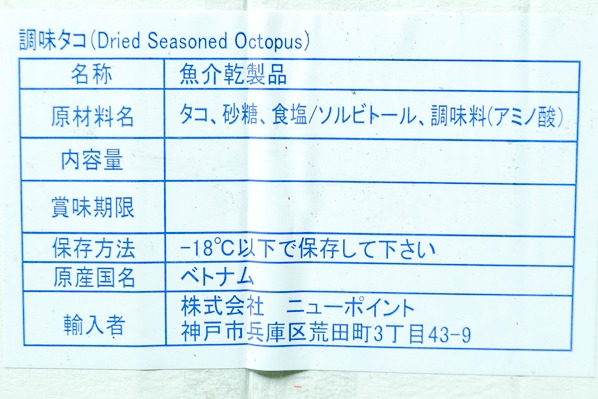 調味タコ(Dried Seasoned Octopus)
名称 魚介乾製品
原材料名 タコ、砂糖、食塩/ソルビトール、調味料(アミノ酸)
内容量
賞味期限
保存方法 -18℃以下で保存して下さい
原産国名 ベトナム
輸入者 株式会社 ニューポイント
神戸市兵庫区荒田町3丁目43-9